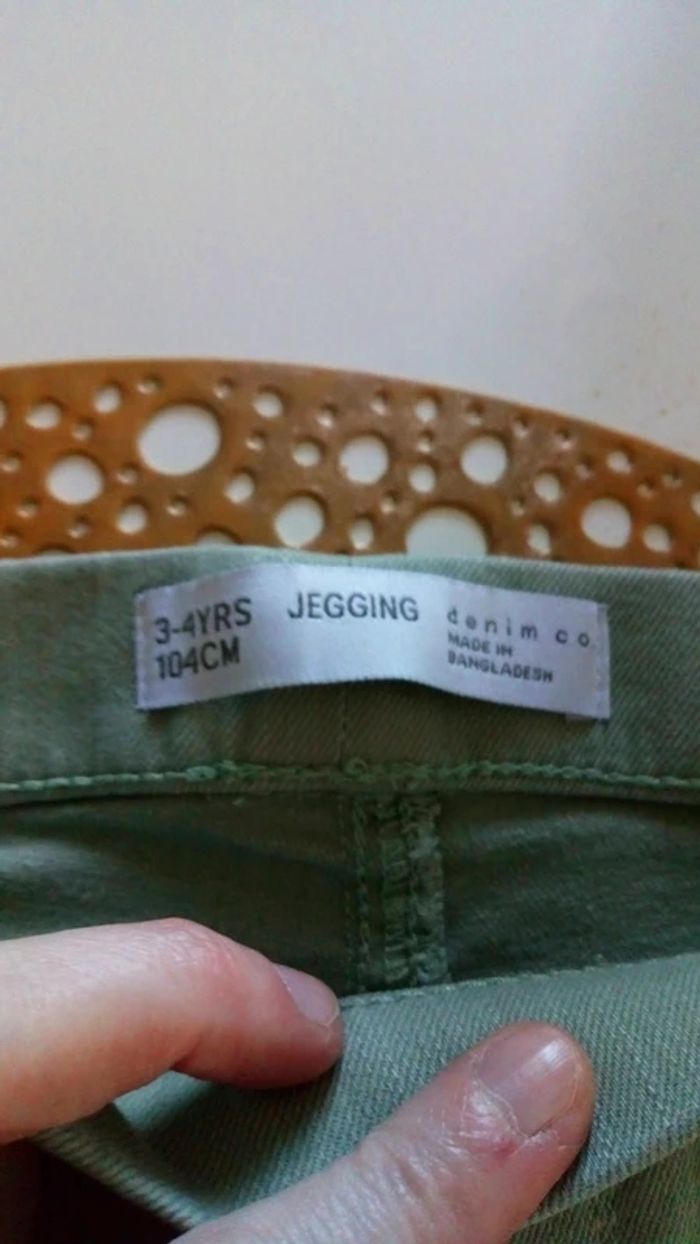 3-4YRS
104CM
JEGGING
denim co
MADE IN
BANGLADESH